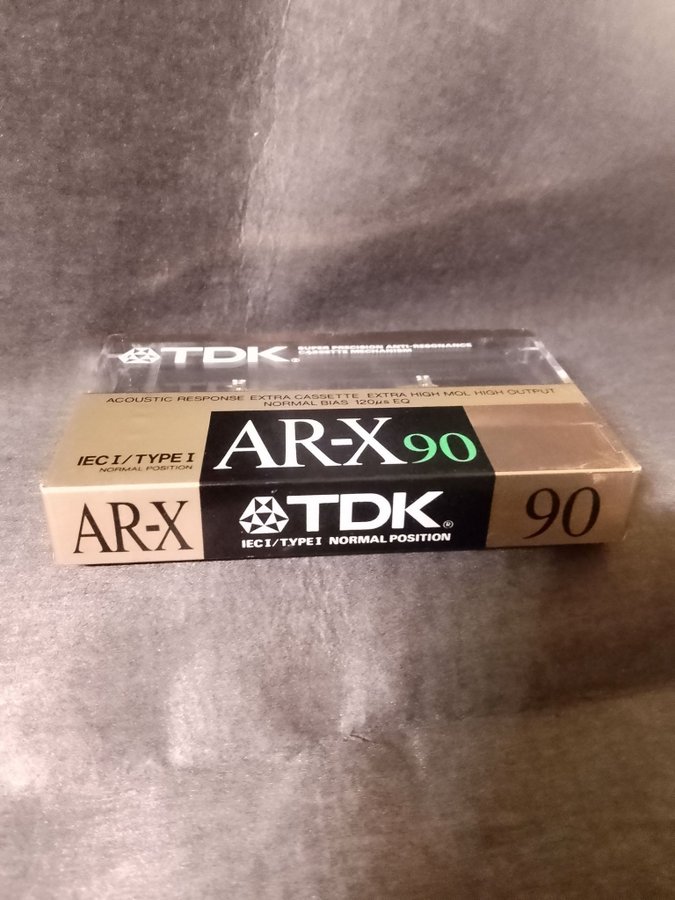 TDK®
SUPER PRECISION ANTI-RESONANCE
CASSETTE MECHANISM
ACOUSTIC RESPONSE EXTRA CASSETTE EXTRA HIGH MOL HIGH OUTPUT
NORMAL BIAS 120μs EQ
IEC I/TYPE I
NORMAL POSITION
AR-X 90
AR-X
TDK®
IEC I/TYPE I NORMAL POSITION
90